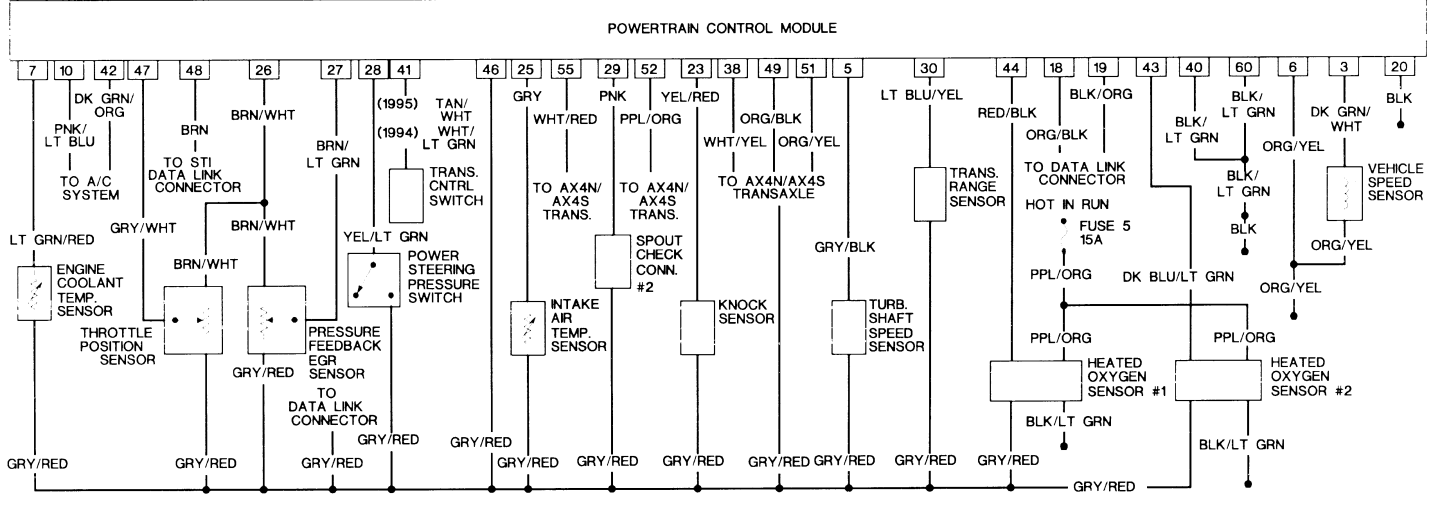 POWERTRAIN CONTROL MODULE
7 10 42 47 48 26 27 28 41 46 25 55 29 52 23 38 49 51 5 30 44 18 19 43 40 60 6 3 20
LT GRN/RED
ENGINE
COOLANT
TEMP.
SENSOR
GRY/RED
PNK/
LT BLU
DK GRN/
ORG
TO A/C
SYSTEM
GRY/WHT
THROTTLE
POSITION
SENSOR
BRN
TO STI
DATA LINK
CONNECTOR
BRN/WHT
GRY/RED
BRN/WHT
BRN/WHT
GRY/RED
BRN/
LT GRN
PRESSURE
FEEDBACK
EGR
SENSOR
TO
DATA LINK
CONNECTOR
GRY/RED
YEL/LT GRN
POWER
STEERING
PRESSURE
SWITCH
GRY/RED
(1995) TAN/
WHT
(1994) WHT/
LT GRN
TRANS.
CNTRL
SWITCH
GRY/RED
GRY
INTAKE
AIR
TEMP.
SENSOR
GRY/RED
WHT/RED
TO AX4N/
AX4S
TRANS.
PNK
SPOUT
CHECK
CONN.
#2
GRY/RED
PPL/ORG
TO AX4N/
AX4S
TRANS.
YEL/RED
KNOCK
SENSOR
GRY/RED
WHT/YEL
ORG/BLK
ORG/YEL
TO AX4N/AX4S
TRANSAXLE
GRY/RED
GRY/BLK
TURB.
SHAFT
SPEED
SENSOR
GRY/RED
LT BLU/YEL
TRANS.
RANGE
SENSOR
GRY/RED
RED/BLK
GRY/RED
ORG/BLK
BLK/ORG
TO DATA LINK
CONNECTOR
HOT IN RUN
FUSE 5
15A
PPL/ORG
PPL/ORG
HEATED
OXYGEN
SENSOR #1
BLK/LT GRN
DK BLU/LT GRN
PPL/ORG
HEATED
OXYGEN
SENSOR #2
BLK/LT GRN
GRY/RED
BLK/
LT GRN
BLK/
LT GRN
BLK/
LT GRN
BLK
ORG/YEL
ORG/YEL
DK GRN/
WHT
VEHICLE
SPEED
SENSOR
ORG/YEL
BLK